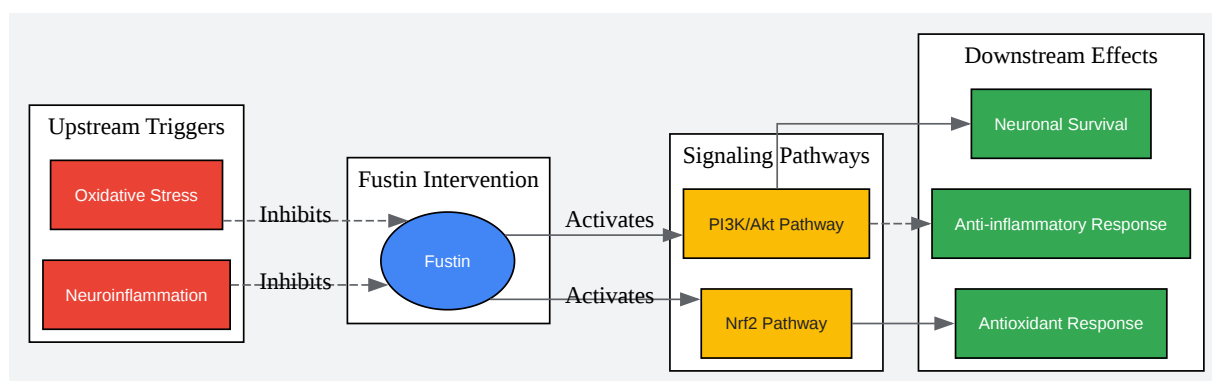 Upstream Triggers
Oxidative Stress
Neuroinflammation
Inhibits
Inhibits
Fustin Intervention
Fustin
Activates
Activates
Signaling Pathways
PI3K/Akt Pathway
Nrf2 Pathway
Downstream Effects
Neuronal Survival
Anti-inflammatory Response
Antioxidant Response